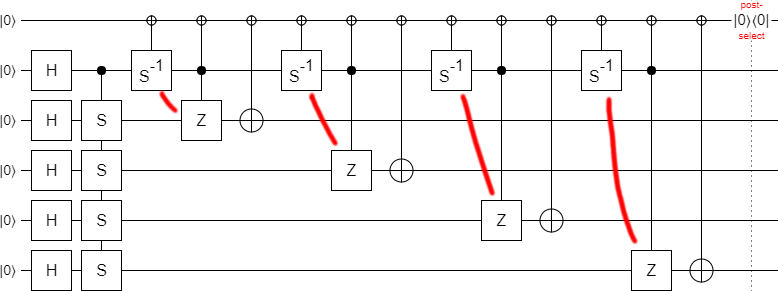 post-
|0⟩ |0⟩⟨0|
select
|0⟩ H S⁻¹ S⁻¹ S⁻¹ S⁻¹
|0⟩ H S Z
|0⟩ H S Z
|0⟩ H S Z
|0⟩ H S Z